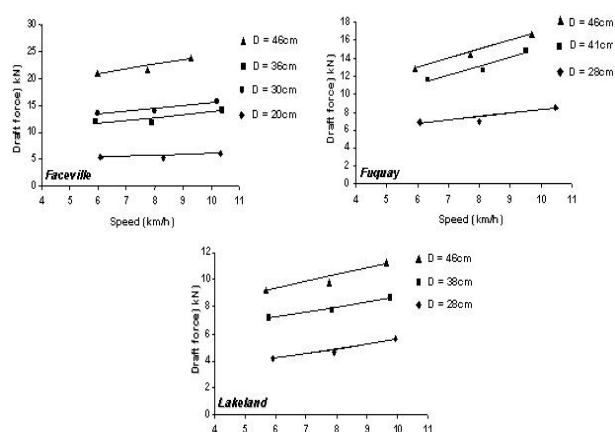 30
25
20
15
10
5
0
Draft force) kN)
Faceville
4 5 6 7 8 9 10 11
Speed (km/h)
D = 46cm
D = 36cm
D = 30cm
D = 20cm
18
16
14
12
10
8
6
4
2
0
Draft force) kN)
Fuquay
4 5 6 7 8 9 10 11
Speed (km/h)
D = 46cm
D = 41cm
D = 28cm
12
10
8
6
4
2
0
Draft force) kN)
Lakeland
4 5 6 7 8 9 10 11
D = 46cm
D = 38cm
D = 28cm